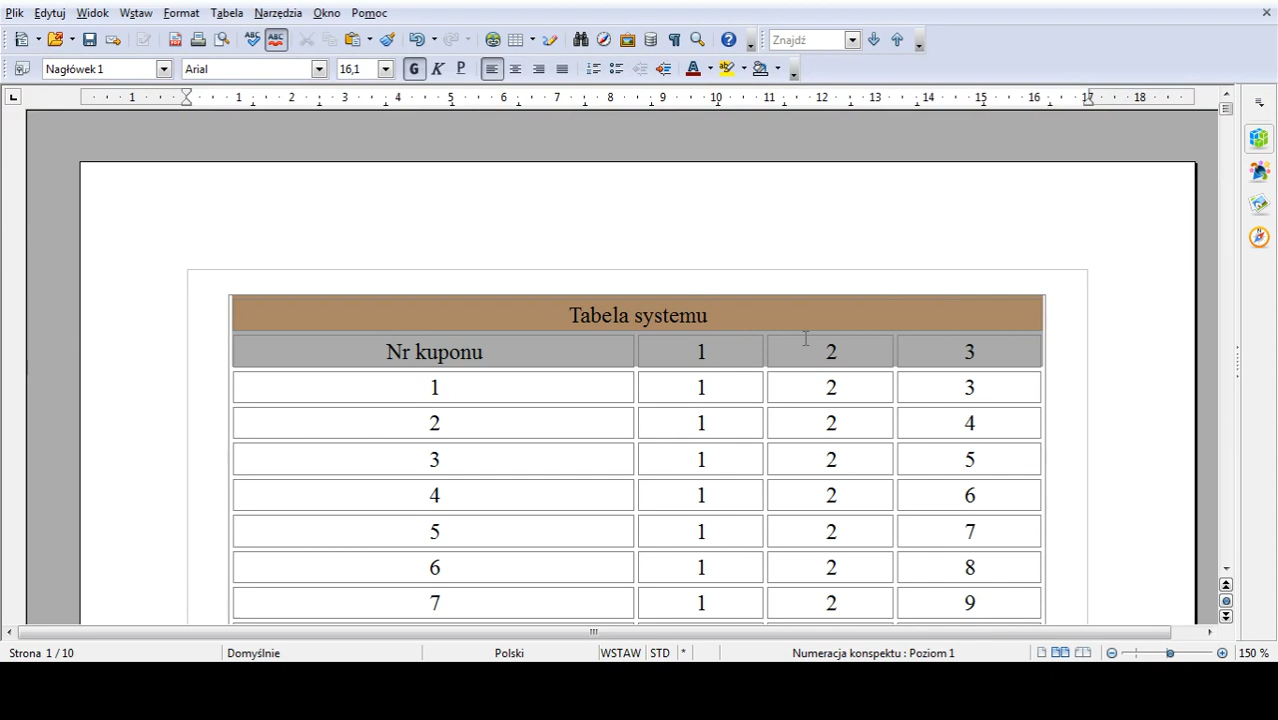 Plik Edytuj Widok Wstaw Format Tabela Narzędzia Okno Pomoc
ABC ABC Znajdź
Nagłówek 1 Arial 16,1 G K P A
1 1 2 3 4 5 6 7 8 9 10 11 12 13 14 15 16 17 18
Tabela systemu
Nr kuponu 1 2 3
1 1 2 3
2 1 2 4
3 1 2 5
4 1 2 6
5 1 2 7
6 1 2 8
7 1 2 9
Strona 1 / 10 Domyślnie Polski WSTAW STD * Numeracja konspektu : Poziom 1 150 %